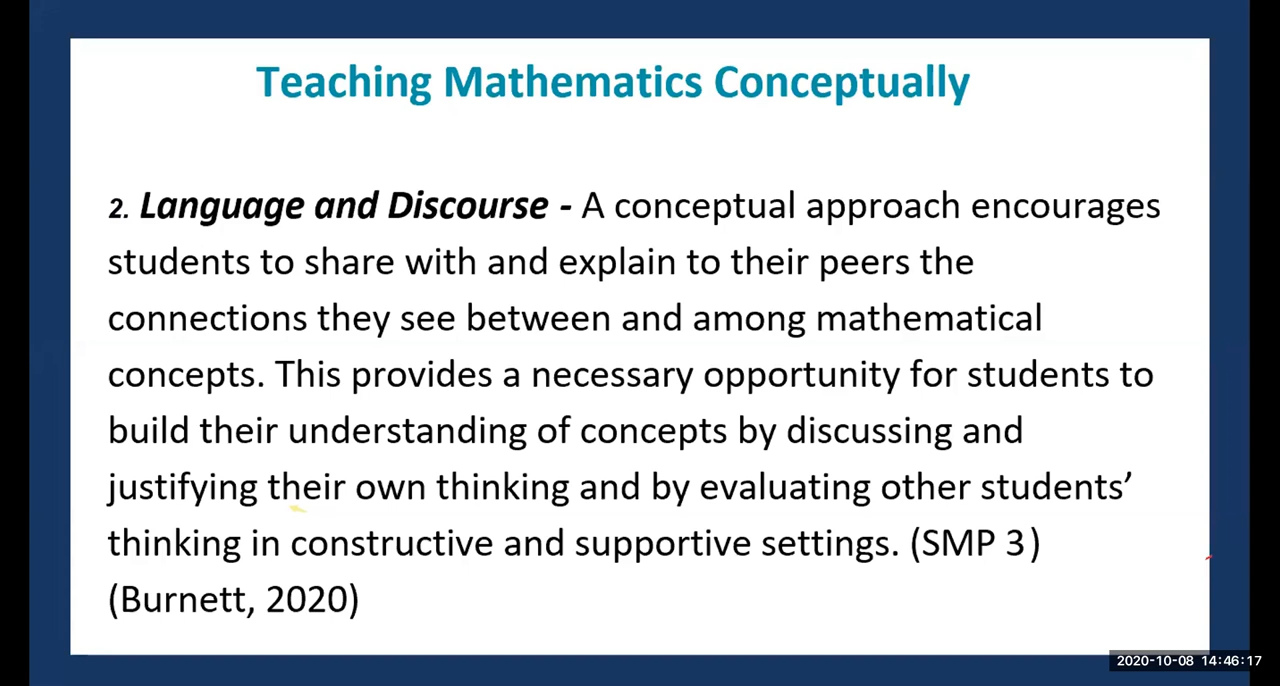 Teaching Mathematics Conceptually
2. Language and Discourse - A conceptual approach encourages
students to share with and explain to their peers the
connections they see between and among mathematical
concepts. This provides a necessary opportunity for students to
build their understanding of concepts by discussing and
justifying their own thinking and by evaluating other students’
thinking in constructive and supportive settings. (SMP 3)
(Burnett, 2020)
2020-10-08 14:46:17